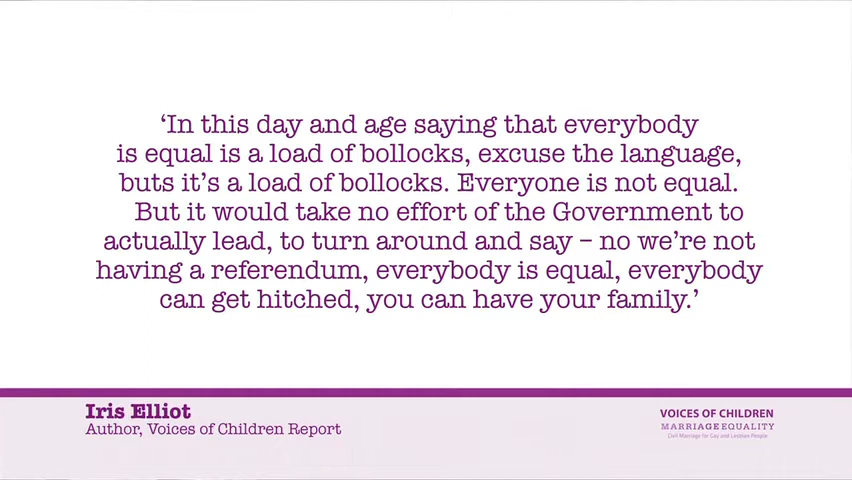 ‘In this day and age saying that everybody
is equal is a load of bollocks, excuse the language,
buts it’s a load of bollocks. Everyone is not equal.
But it would take no effort of the Government to
actually lead, to turn around and say – no we’re not
having a referendum, everybody is equal, everybody
can get hitched, you can have your family.’
Iris Elliot
Author, Voices of Children Report
VOICES OF CHILDREN
MARRIAGE EQUALITY
Civil Marriage for Gay and Lesbian People